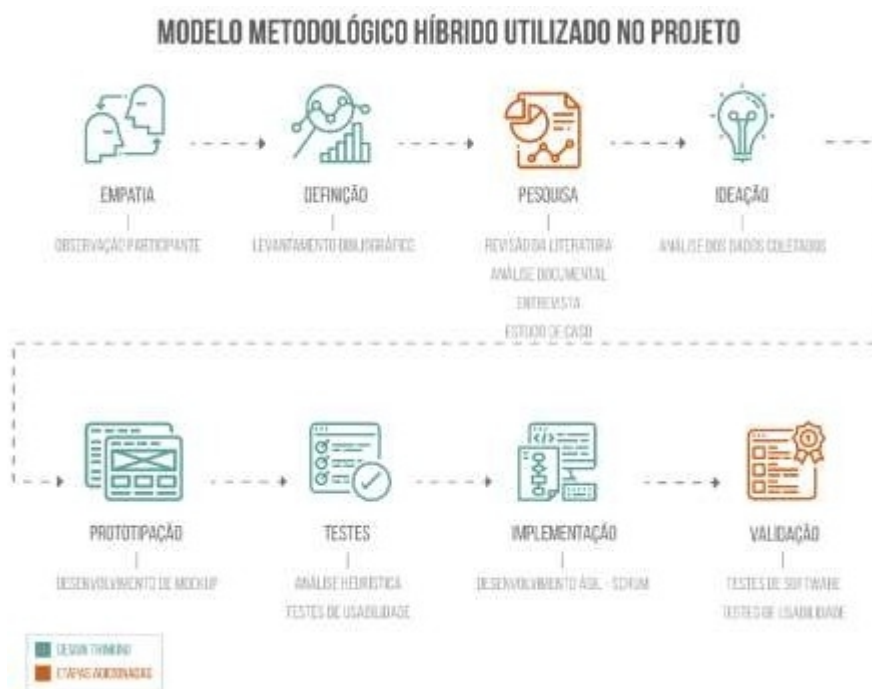 MODELO METODOLÓGICO HÍBRIDO UTILIZADO NO PROJETO
EMPATIA
OBSERVAÇÃO PARTICIPANTE
DEFINIÇÃO
LEVANTAMENTO BIBLIOGRÁFICO
PESQUISA
REVISÃO DA LITERATURA
ANÁLISE DOCUMENTAL
ENTREVISTA
ESTUDO DE CASO
IDEAÇÃO
ANÁLISE DOS DADOS COLETADOS
PROTOTIPAÇÃO
DESENVOLVIMENTO DE MOCKUP
TESTES
ANÁLISE HEURÍSTICA
TESTES DE USABILIDADE
IMPLEMENTAÇÃO
</>
DESENVOLVIMENTO ÁGIL - SCRUM
1
VALIDAÇÃO
TESTES DE SOFTWARE
TESTES DE USABILIDADE
DESIGN THINKING
ETAPAS ADICIONADAS